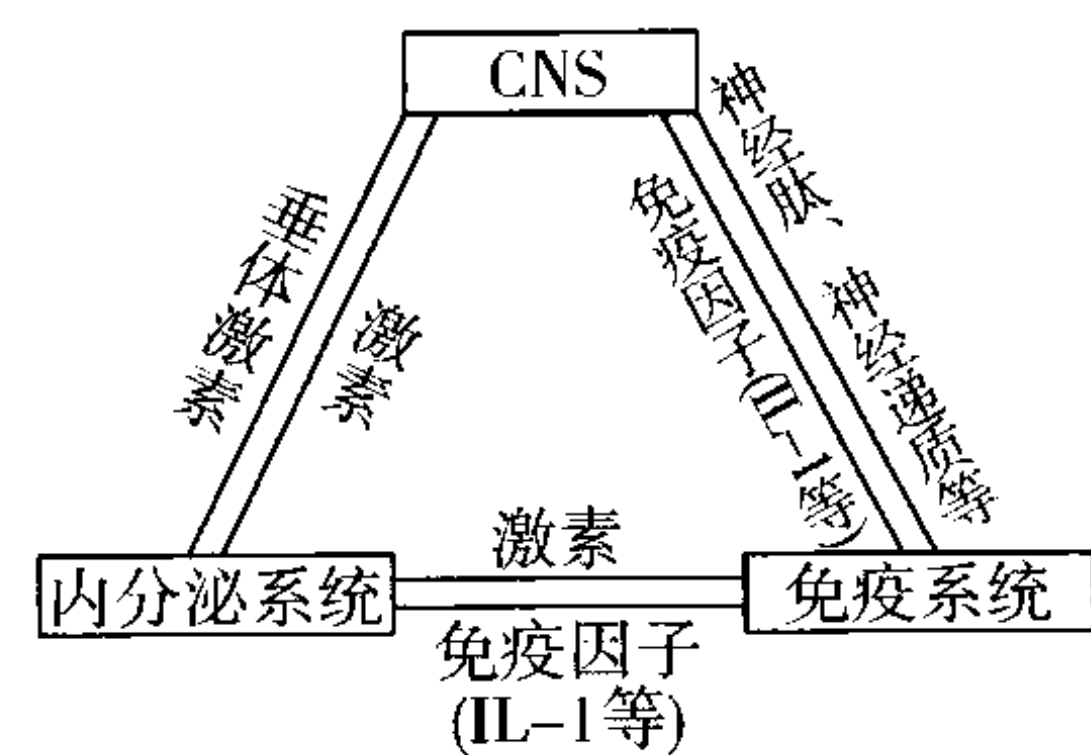 CNS
神经肽、
神经递质等
免疫因子(IL-1等)
垂体激素
激素
激素
内分泌系统
免疫系统
免疫因子
(IL-1等)